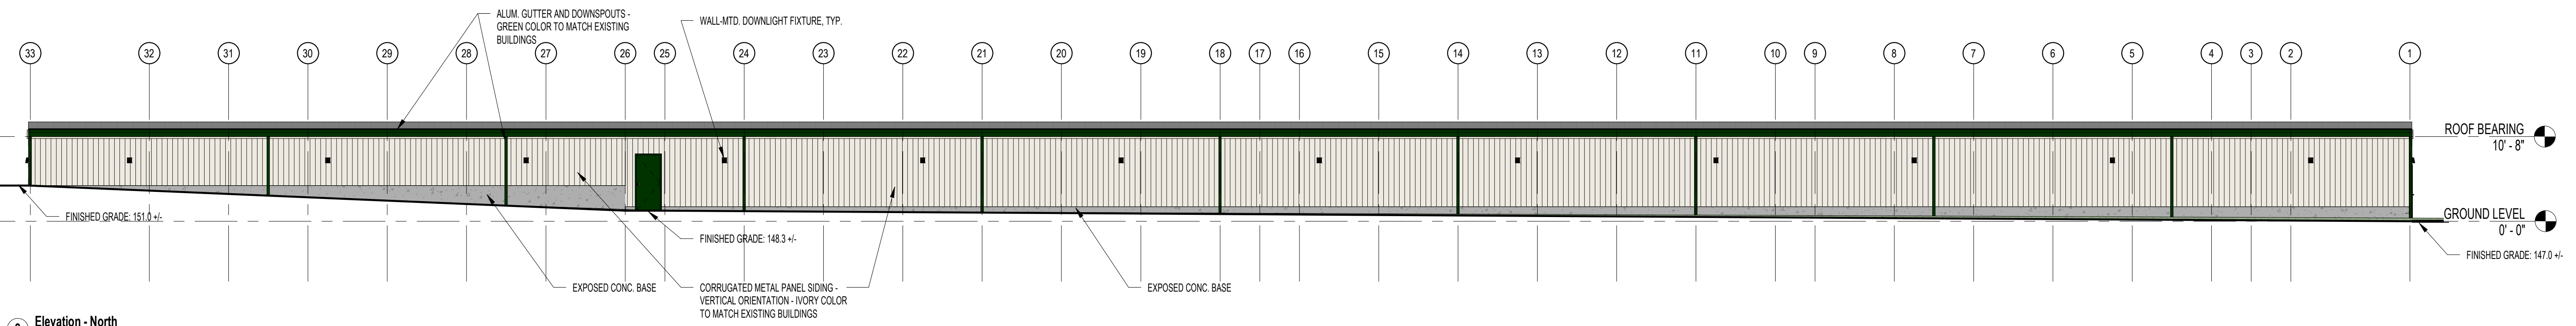 ALUM. GUTTER AND DOWNSPOUTS -
GREEN COLOR TO MATCH EXISTING
BUILDINGS
WALL-MTD. DOWNLIGHT FIXTURE, TYP.
33 32 31 30 29 28 27 26 25 24 23 22 21 20 19 18 17 16 15 14 13 12 11 10 9 8 7 6 5 4 3 2 1
ROOF BEARING
10' - 8"
GROUND LEVEL
0' - 0"
FINISHED GRADE: 151.0 +/-
FINISHED GRADE: 148.3 +/-
FINISHED GRADE: 147.0 +/-
EXPOSED CONC. BASE
CORRUGATED METAL PANEL SIDING -
VERTICAL ORIENTATION - IVORY COLOR
TO MATCH EXISTING BUILDINGS
EXPOSED CONC. BASE
Elevation - North